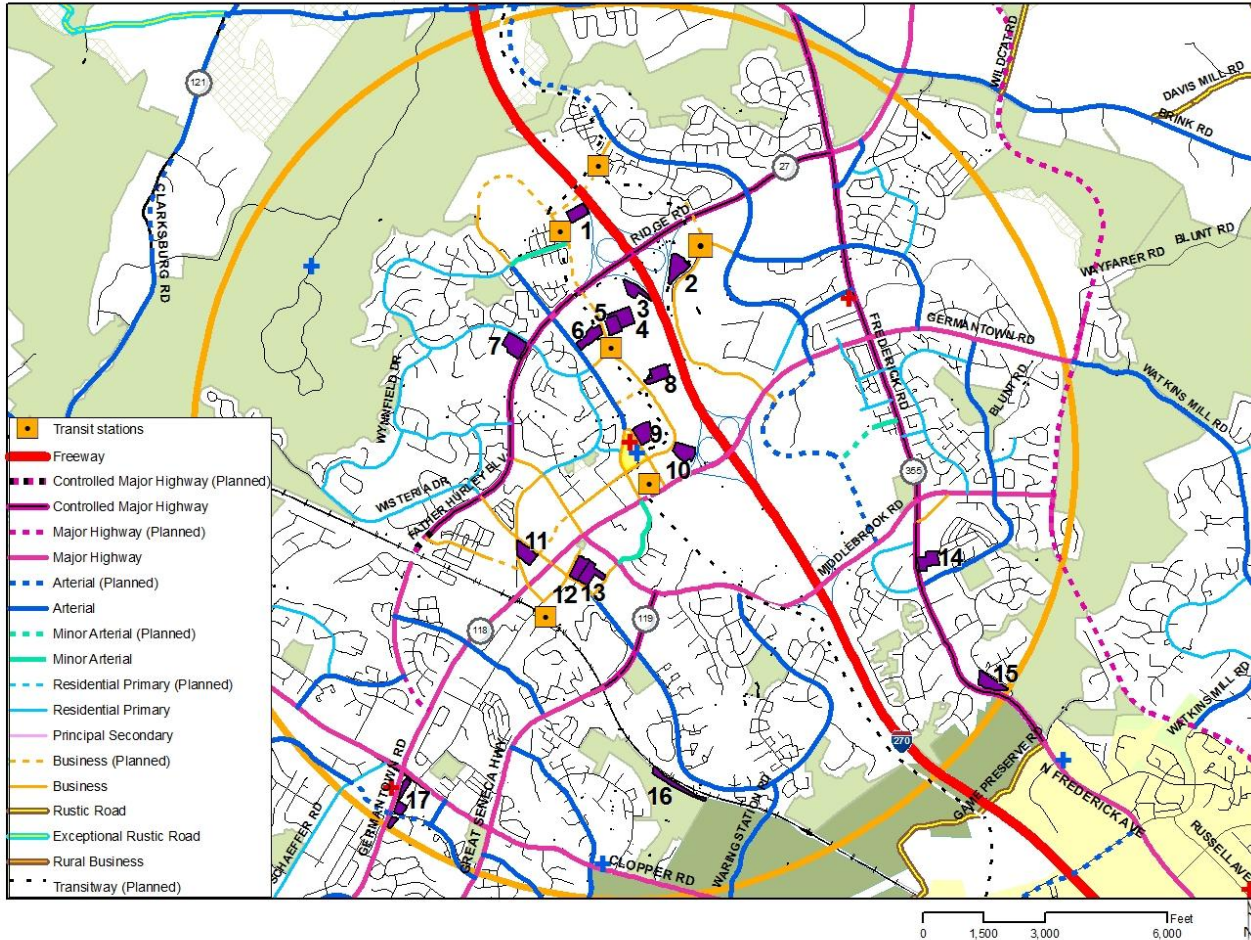 WILDCAT RD
DAVIS MILL RD
BRINK RD
121
27
CLARKSBURG RD
RIDGE RD
BLUNT RD
WAYFARER RD
1
2
3
4
5
6
7
8
9
10
11
12
13
14
15
16
17
FREDERICK RD
GERMANTOWN RD
WATKINS MILL RD
BLUNT RD
WYNNFIELD DR
WISTERIA DR
FATHER HURLEY BLV
355
MIDDLEBROOK RD
118
119
270
WATKINS MILL RD
GAME PRESERVE RD
N FREDERICK AVE
RUSSELL AVE
WARING STATION RD
CLOPPER RD
GREAT SENECA HWY
GERMANTOWN RD
SCHAEFFER RD
Transit stations
Freeway
Controlled Major Highway (Planned)
Controlled Major Highway
Major Highway (Planned)
Major Highway
Arterial (Planned)
Arterial
Minor Arterial (Planned)
Minor Arterial
Residential Primary (Planned)
Residential Primary
Principal Secondary
Business (Planned)
Business
Rustic Road
Exceptional Rustic Road
Rural Business
Transitway (Planned)
0 1,500 3,000 6,000
Feet
N